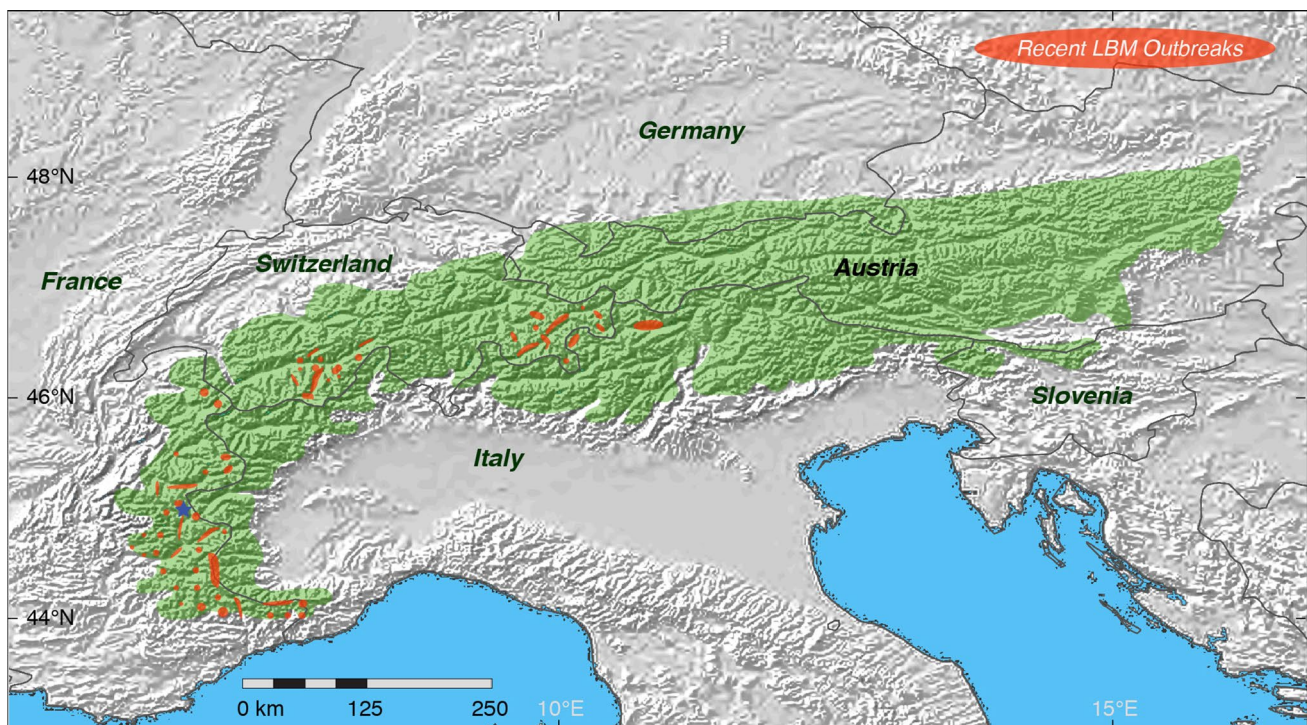 Recent LBM Outbreaks
Germany
48°N
Switzerland
Austria
France
46°N
Slovenia
Italy
44°N
0 km 125 250 10°E 15°E